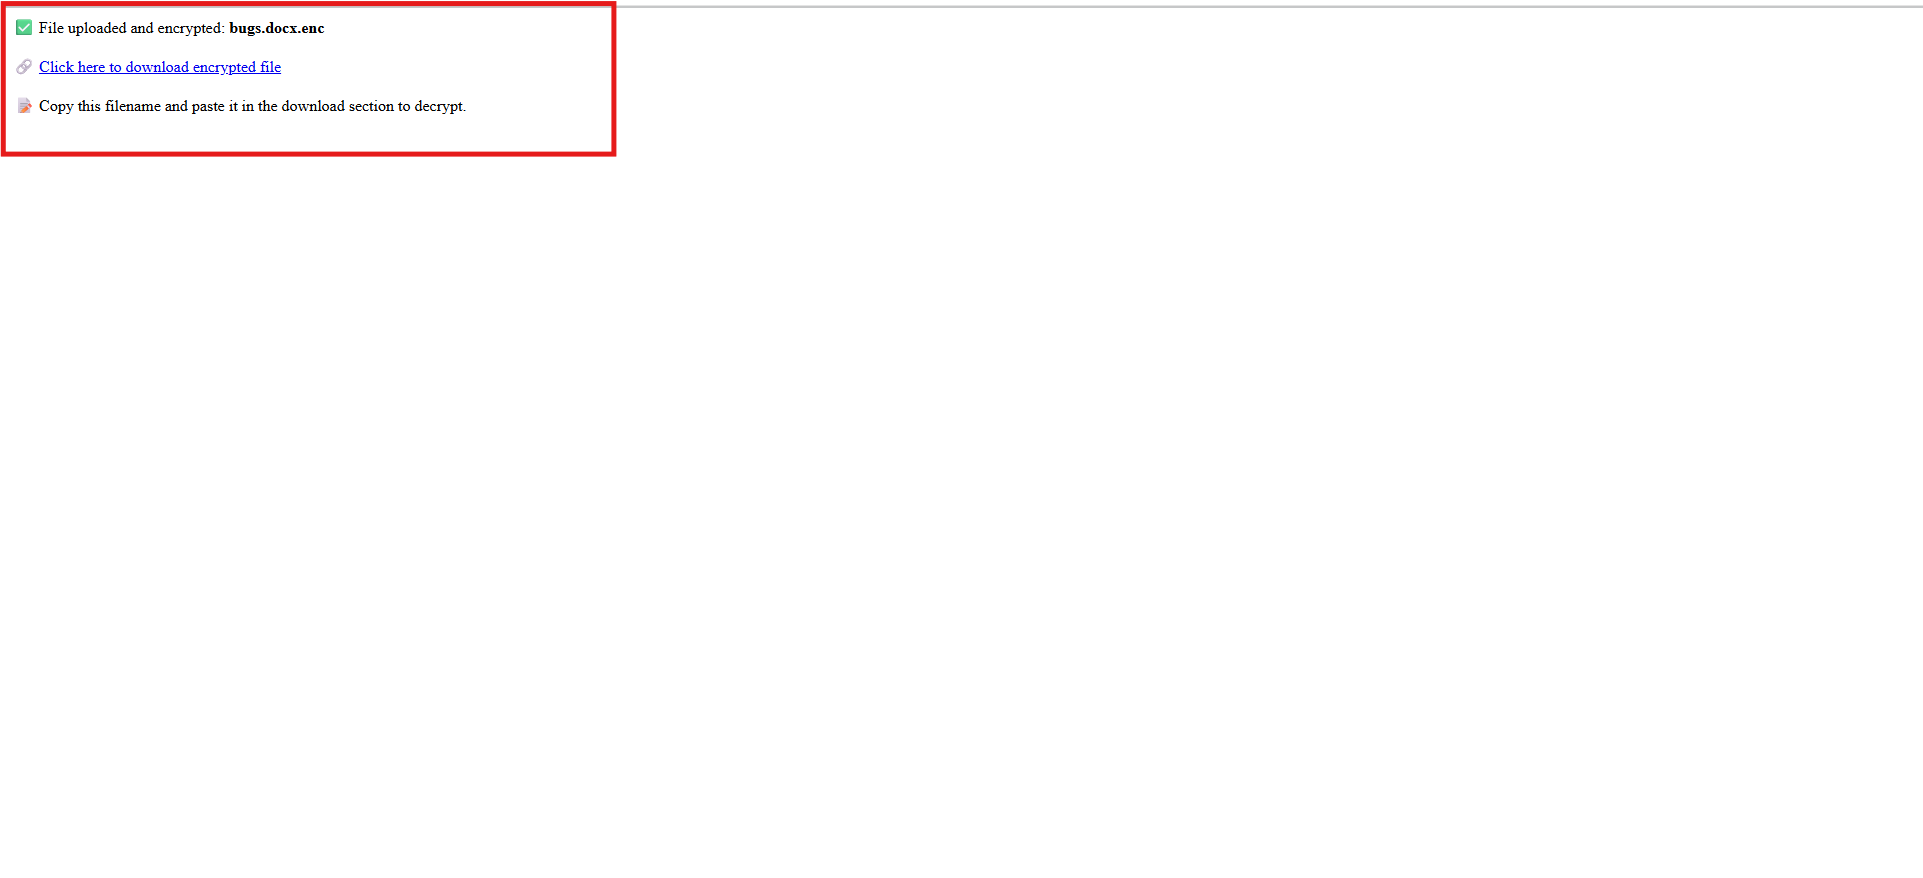 ✅ File uploaded and encrypted: bugs.docx.enc
🔗 Click here to download encrypted file
📝 Copy this filename and paste it in the download section to decrypt.